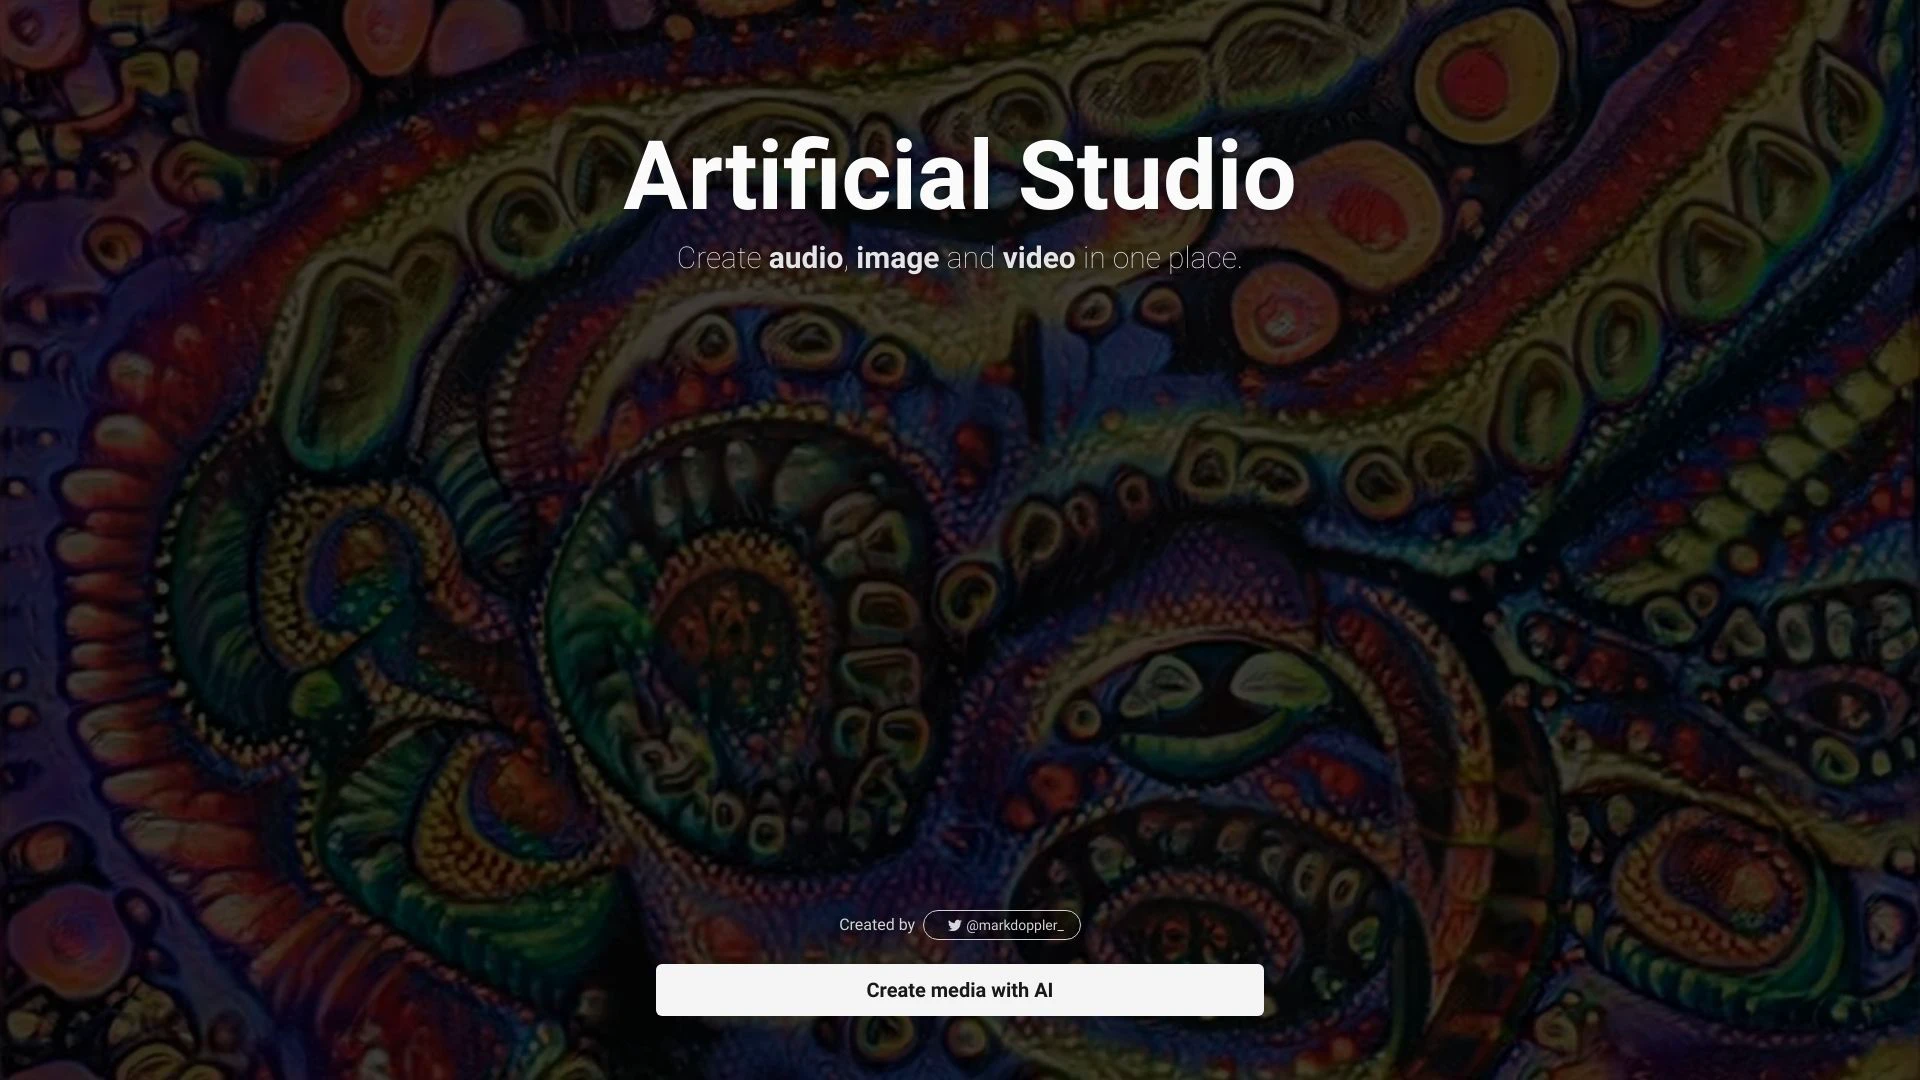 Artificial Studio
Create audio, image and video in one place.
Created by @markdoppler_
Create media with AI